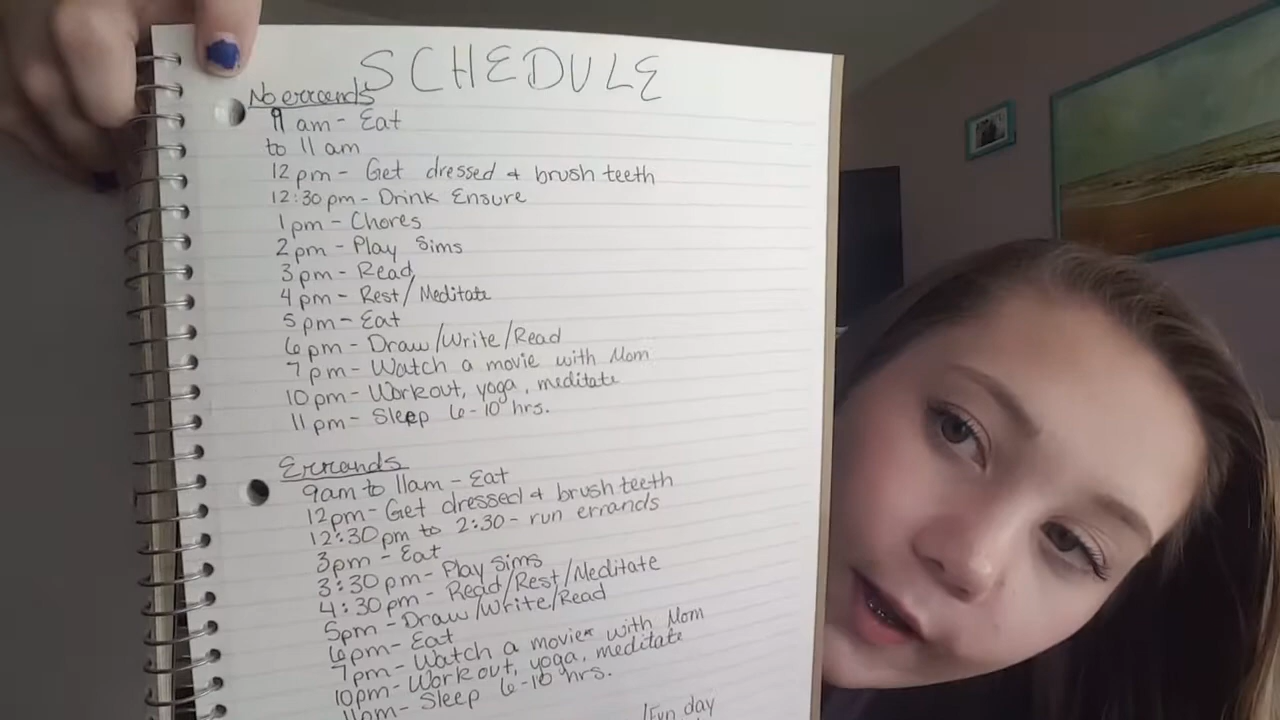 SCHEDULE
No errands
9 am - Eat
to 11 am
12 pm - Get dressed & brush teeth
12:30 pm - Drink Ensure
1 pm - Chores
2 pm - Play Sims
3 pm - Read
4 pm - Rest/Meditate
5 pm - Eat
6 pm - Draw/Write/Read
7 pm - Watch a movie with Mom
10 pm - Workout, yoga, meditate
11 pm - Sleep 6-10 hrs.
Errands
9am to 11am - Eat
12pm - Get dressed & brush teeth
12:30 pm to 2:30 - run errands
3pm - Eat
3:30 pm - Play Sims
4:30 pm - Read/Rest/Meditate
5pm - Draw/Write/Read
6pm - Eat
7pm - Watch a movie with Mom
10pm - Workout, yoga, meditate
11pm - Sleep 6-10 hrs.
/Fun day